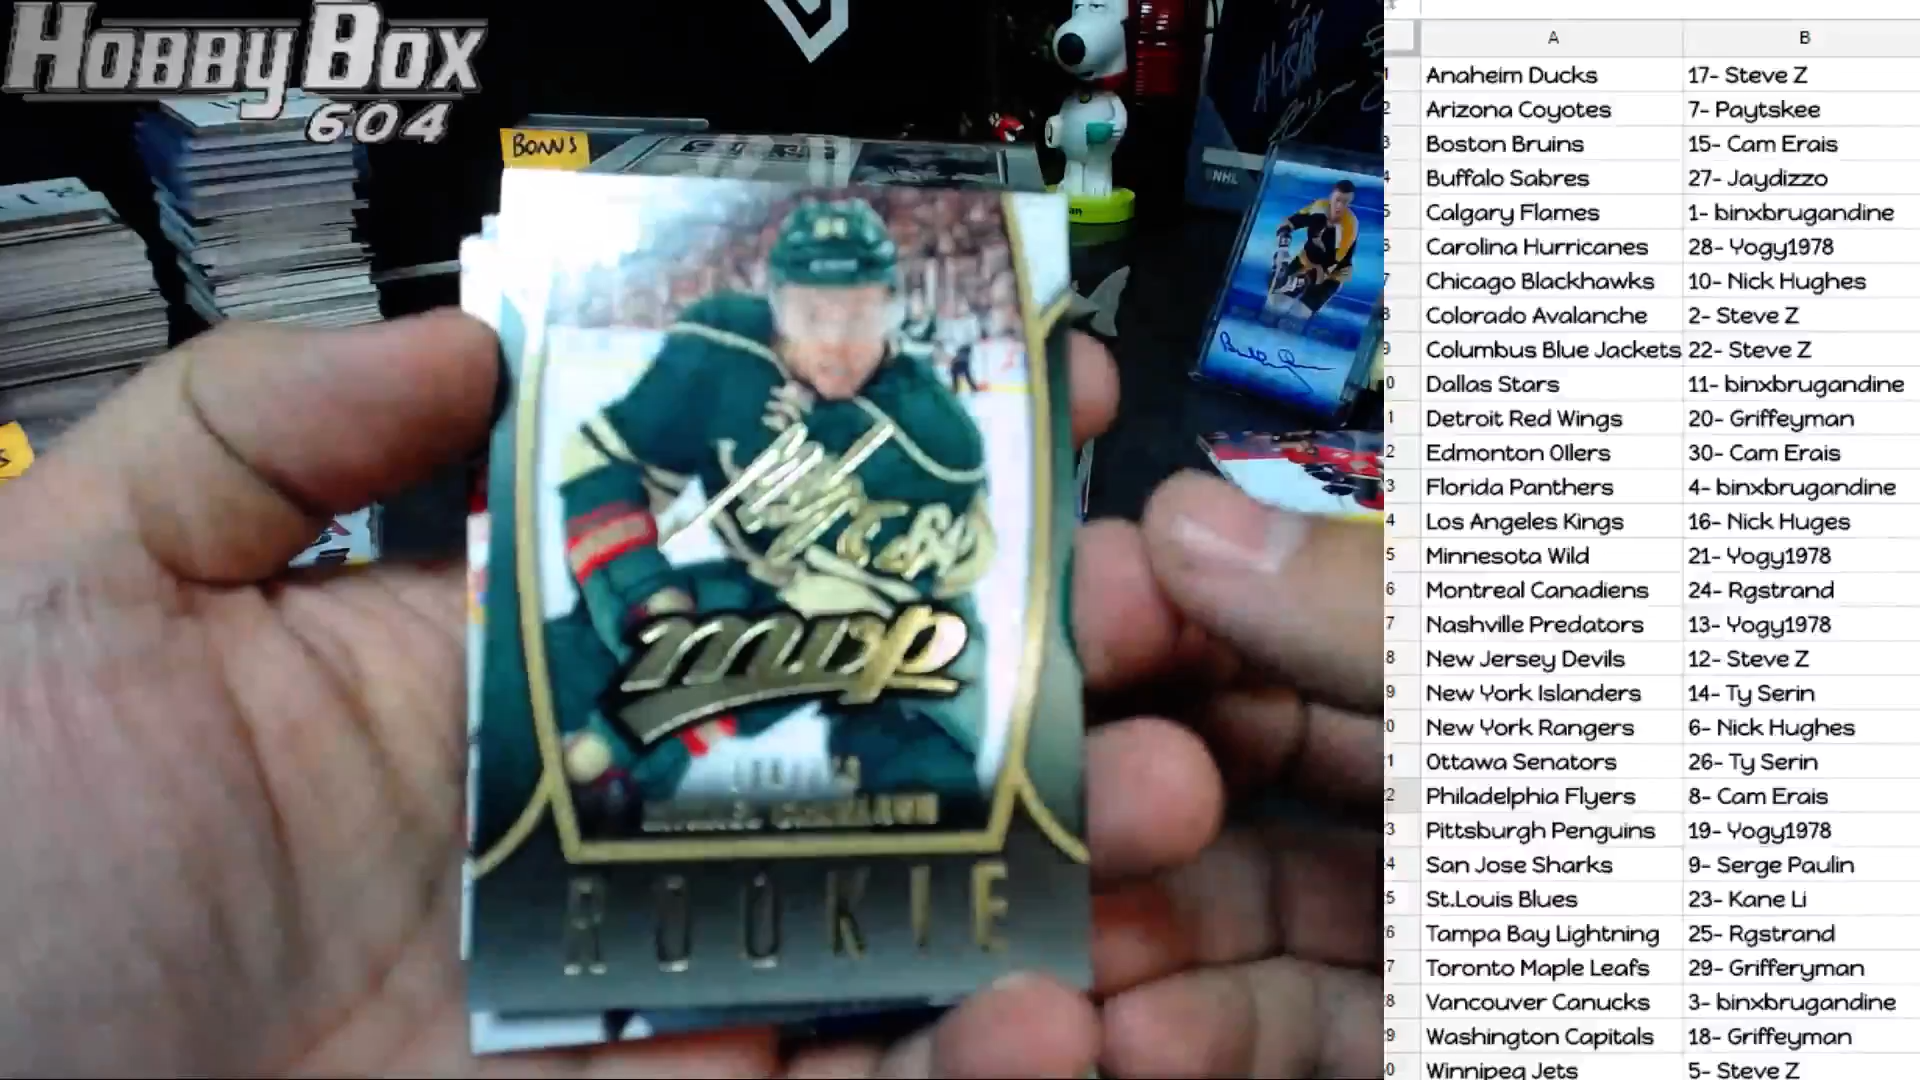 HobbyBox
604
BONUS
NHL
mvp
ROOKIE
A B
Anaheim Ducks 17- Steve Z
Arizona Coyotes 7- Paytskee
Boston Bruins 15- Cam Erais
Buffalo Sabres 27- Jaydizzo
Calgary Flames 1- binxbrugandine
Carolina Hurricanes 28- Yogy1978
Chicago Blackhawks 10- Nick Hughes
Colorado Avalanche 2- Steve Z
Columbus Blue Jackets 22- Steve Z
Dallas Stars 11- binxbrugandine
Detroit Red Wings 20- Griffeyman
Edmonton Ollers 30- Cam Erais
Florida Panthers 4- binxbrugandine
Los Angeles Kings 16- Nick Huges
Minnesota Wild 21- Yogy1978
Montreal Canadiens 24- Rgstrand
Nashville Predators 13- Yogy1978
New Jersey Devils 12- Steve Z
New York Islanders 14- Ty Serin
New York Rangers 6- Nick Hughes
Ottawa Senators 26- Ty Serin
Philadelphia Flyers 8- Cam Erais
Pittsburgh Penguins 19- Yogy1978
San Jose Sharks 9- Serge Paulin
St.Louis Blues 23- Kane Li
Tampa Bay Lightning 25- Rgstrand
Toronto Maple Leafs 29- Grifferyman
Vancouver Canucks 3- binxbrugandine
Washington Capitals 18- Griffeyman
Winnipeg Jets 5- Steve Z